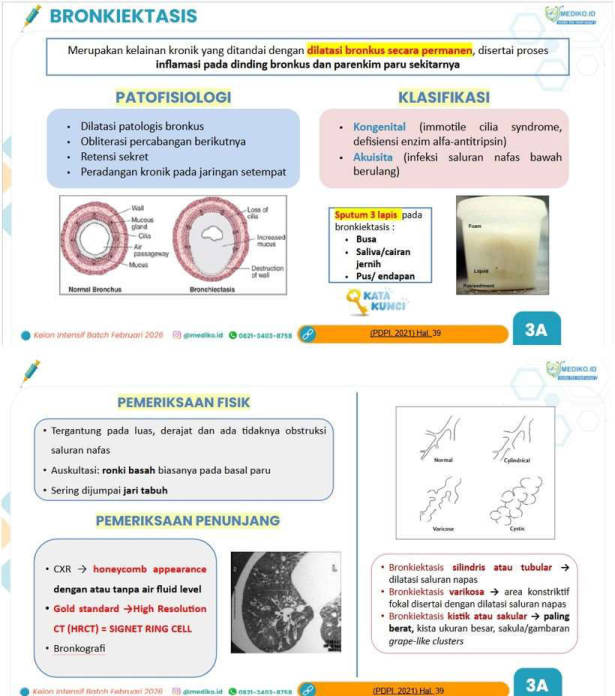 BRONKIEKTASIS
MEDIKO.ID
Merupakan kelainan kronik yang ditandai dengan dilatasi bronkus secara permanen, disertai proses
inflamasi pada dinding bronkus dan parenkim paru sekitarnya
PATOFISIOLOGI
• Dilatasi patologis bronkus
• Obliterasi percabangan berikutnya
• Retensi sekret
• Peradangan kronik pada jaringan setempat
KLASIFIKASI
• Kongenital (immotile cilia syndrome,
defisiensi enzim alfa-antitripsin)
• Akuisita (infeksi saluran nafas bawah
berulang)
Wall
Mucous
gland
Cilia
Air
passageway
Mucus
Normal Bronchus
Loss of
cilia
Increased
mucus
Destruction
of wall
Bronchiectasis
Sputum 3 lapis pada
bronkiektasis :
• Busa
• Saliva/cairan
jernih
• Pus/ endapan
Foam
Liquid
KATA
KUNCI
Kelon Intensif Batch Februari 2026
@mediko.id
0821-3403-8758
(PDPI, 2021) Hal. 39
3A
MEDIKO.ID
PEMERIKSAAN FISIK
• Tergantung pada luas, derajat dan ada tidaknya obstruksi
saluran nafas
• Auskultasi: ronki basah biasanya pada basal paru
• Sering dijumpai jari tabuh
PEMERIKSAAN PENUNJANG
• CXR → honeycomb appearance
dengan atau tanpa air fluid level
• Gold standard →High Resolution
CT (HRCT) = SIGNET RING CELL
• Bronkografi
Normal
Cylindrical
Varicose
Cystic
• Bronkiektasis silindris atau tubular →
dilatasi saluran napas
• Bronkiektasis varikosa → area konstriktif
fokal disertai dengan dilatasi saluran napas
• Bronkiektasis kistik atau sakular → paling
berat, kista ukuran besar, sakula/gambaran
grape-like clusters
Kelon Intensif Batch Februari 2026
@mediko.id
0821-3403-8758
(PDPI, 2021) Hal. 39
3A